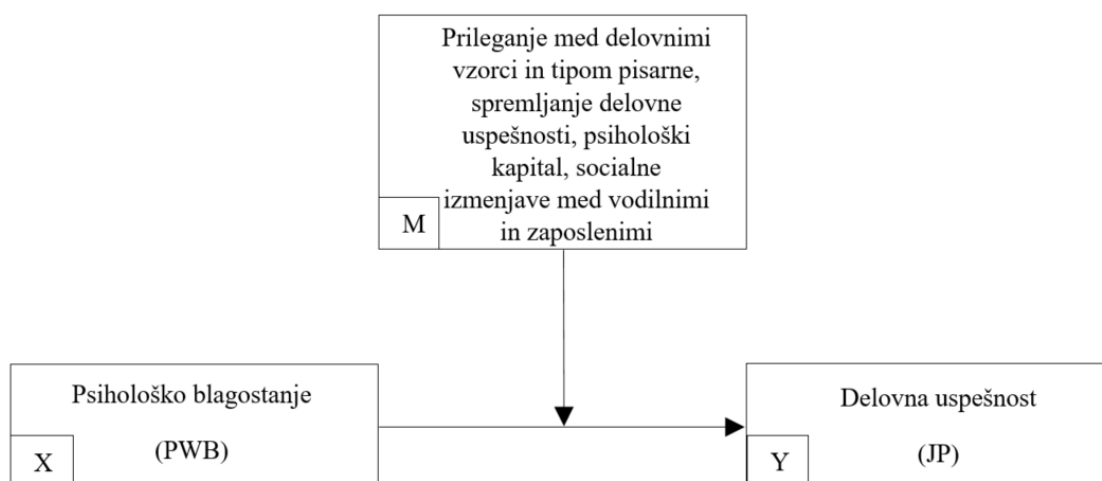 Prileganje med delovnimi
vzorci in tipom pisarne,
spremljanje delovne
uspešnosti, psihološki
kapital, socialne
izmenjave med vodilnimi
in zaposlenimi
M
Psihološko blagostanje
(PWB)
X
Delovna uspešnost
(JP)
Y